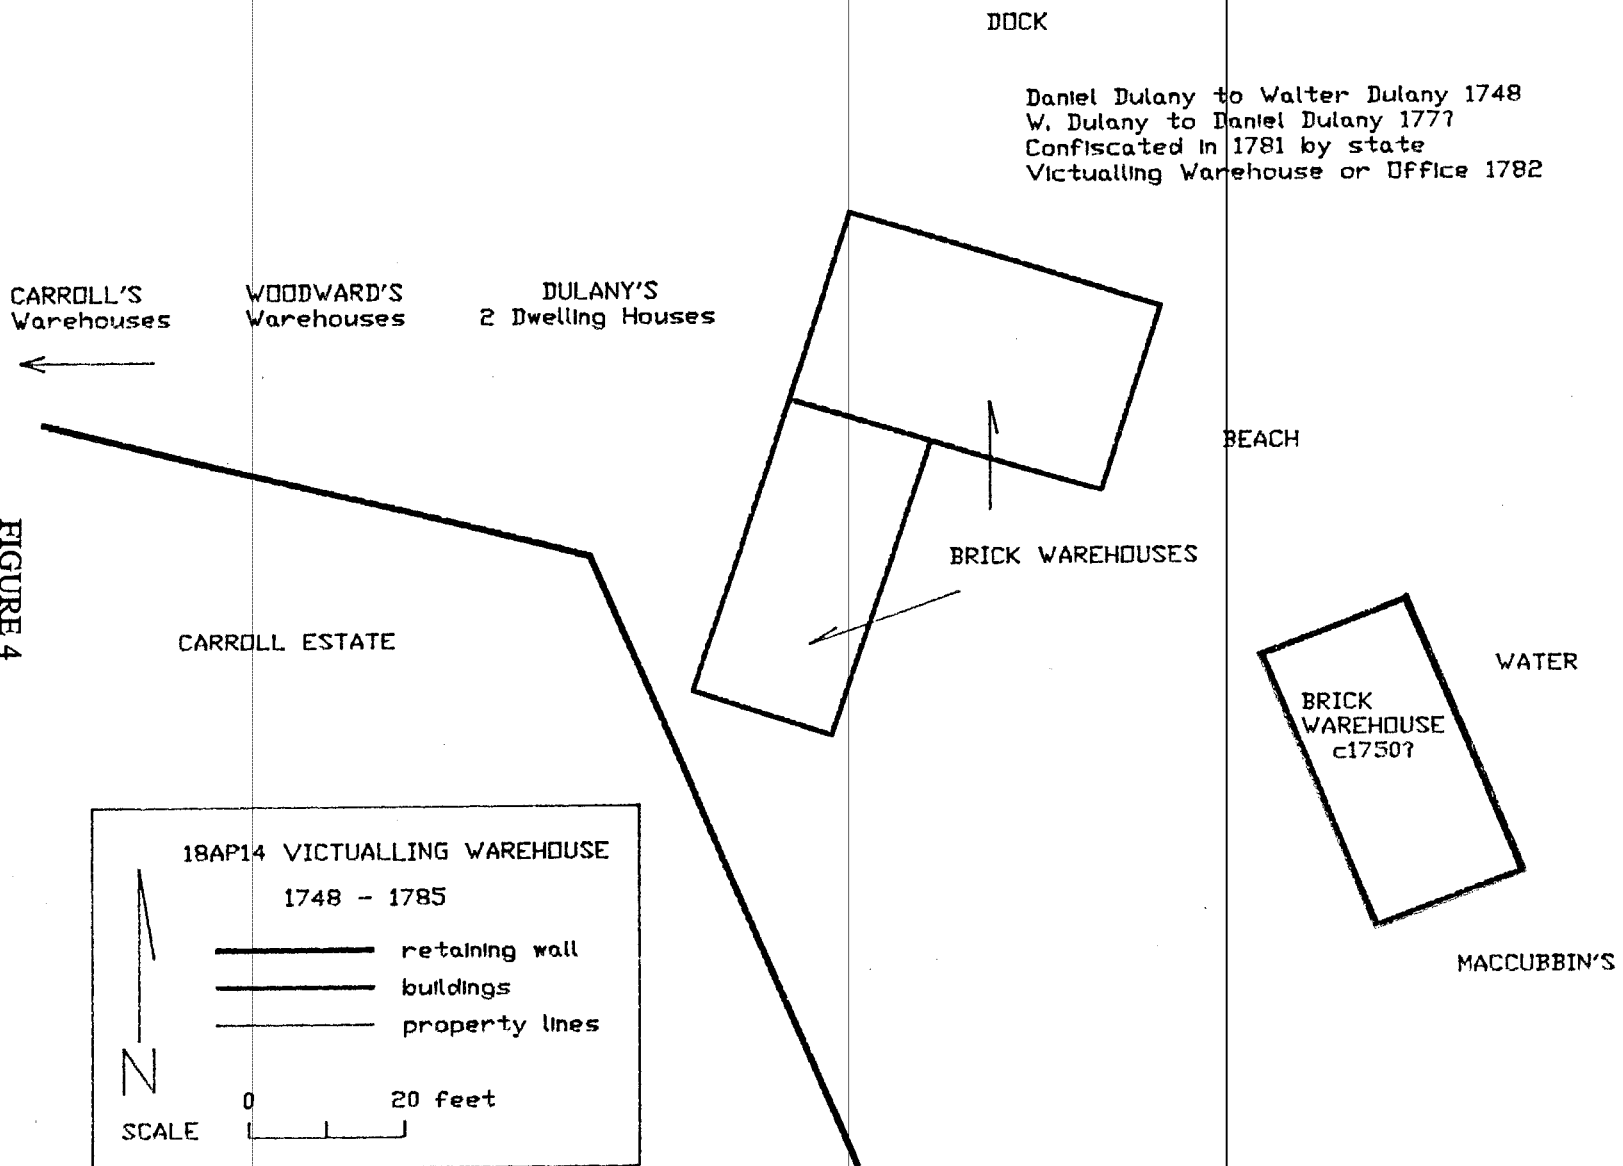 DOCK
Daniel Dulany to Walter Dulany 1748
W. Dulany to Daniel Dulany 177?
Confiscated in 1781 by state
Victualling Warehouse or Office 1782
CARROLL'S
Warehouses
WOODWARD'S
Warehouses
DULANY'S
2 Dwelling Houses
BEACH
BRICK WAREHOUSES
FIGURE 4
CARROLL ESTATE
WATER
BRICK
WAREHOUSE
c1750?
MACCUBBIN'S
18AP14 VICTUALLING WAREHOUSE
1748 - 1785
retaining wall
buildings
property lines
N
0 20 feet
SCALE